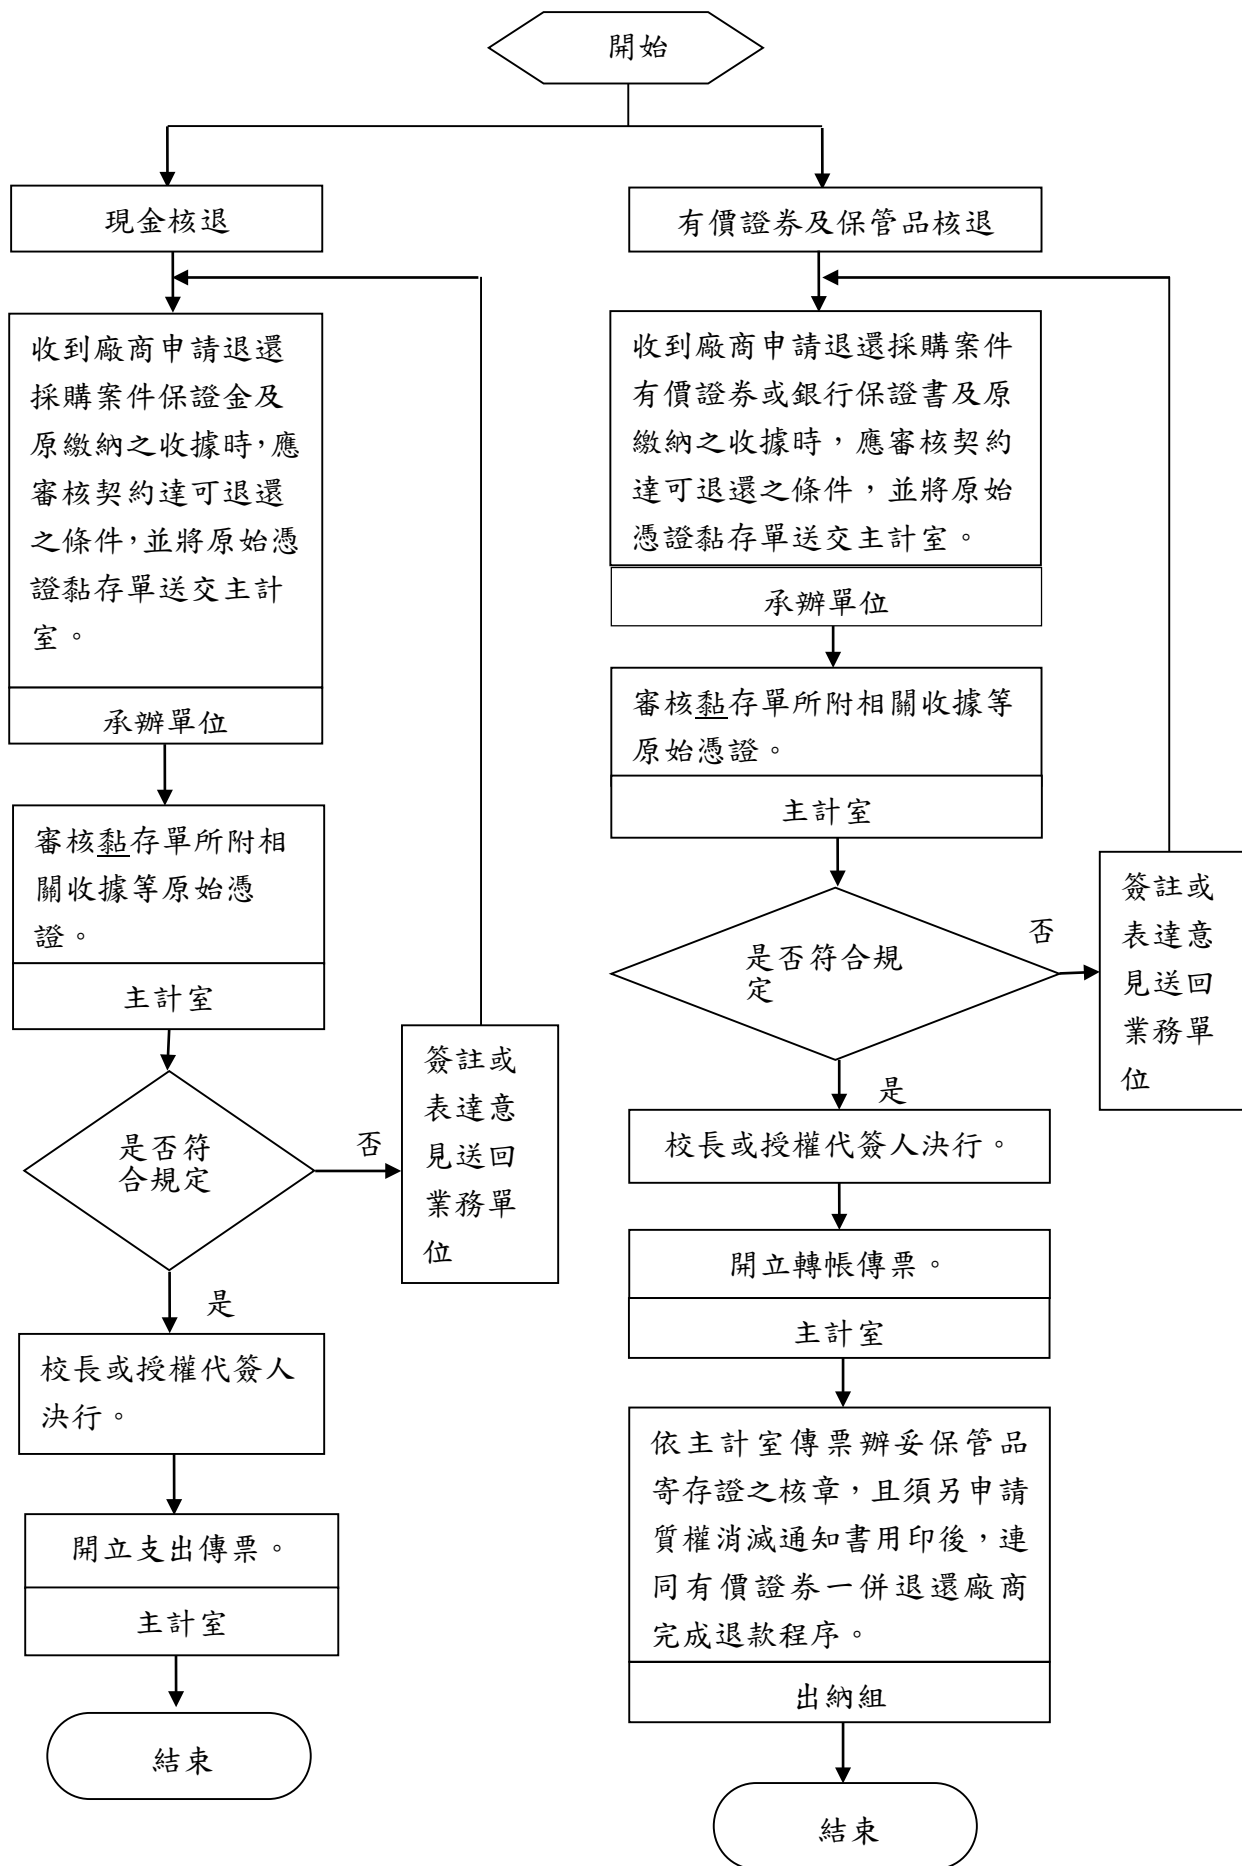 開始
現金核退
收到廠商申請退還
採購案件保證金及
原繳納之收據時，應
審核契約達可退還
之條件，並將原始憑
證黏存單送交主計
室。
承辦單位
審核黏存單所附相
關收據等原始憑
證。
主計室
是否符
合規定
否
簽註或
表達意
見送回
業務單
位
是
校長或授權代簽人
決行。
開立支出傳票。
主計室
結束
有價證券及保管品核退
收到廠商申請退還採購案件
有價證券或銀行保證書及原
繳納之收據時，應審核契約
達可退還之條件，並將原始
憑證黏存單送交主計室。
承辦單位
審核黏存單所附相關收據等
原始憑證。
主計室
是否符合規
定
否
簽註或
表達意
見送回
業務單
位
是
校長或授權代簽人決行。
開立轉帳傳票。
主計室
依主計室傳票辦妥保管品
寄存證之核章，且須另申請
質權消滅通知書用印後，連
同有價證券一併退還廠商
完成退款程序。
出納組
結束